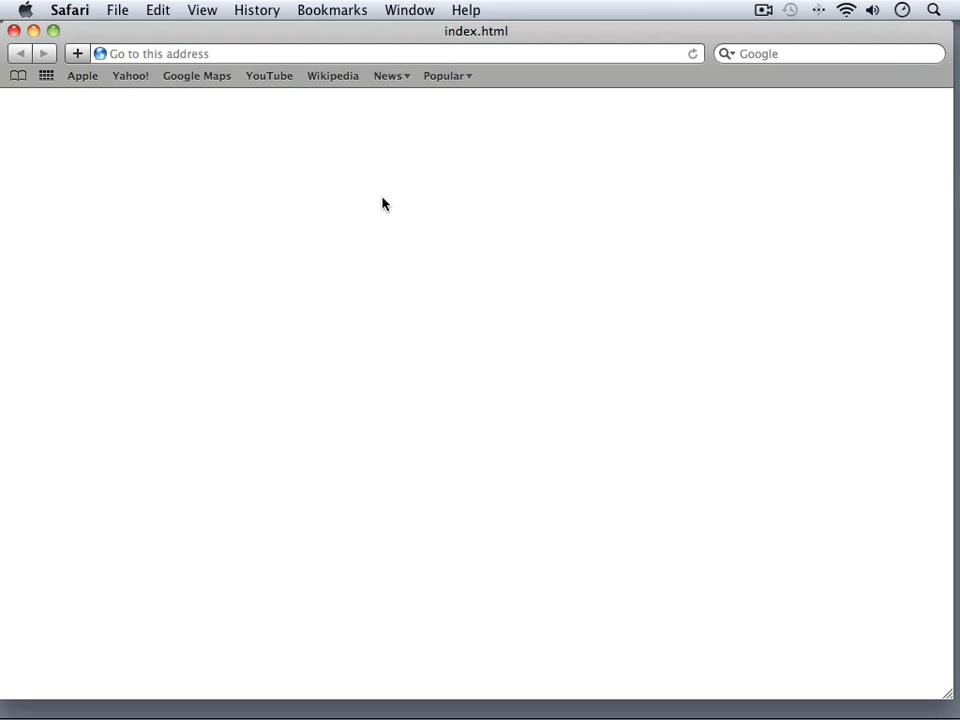 Safari File Edit View History Bookmarks Window Help
index.html
Go to this address Google
Apple Yahoo! Google Maps YouTube Wikipedia News Popular